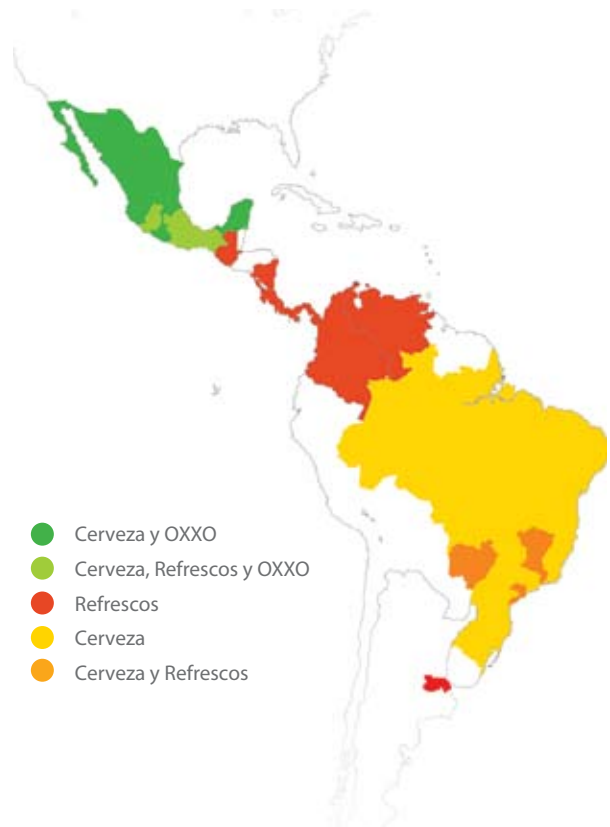 Cerveza y OXXO
Cerveza, Refrescos y OXXO
Refrescos
Cerveza
Cerveza y Refrescos